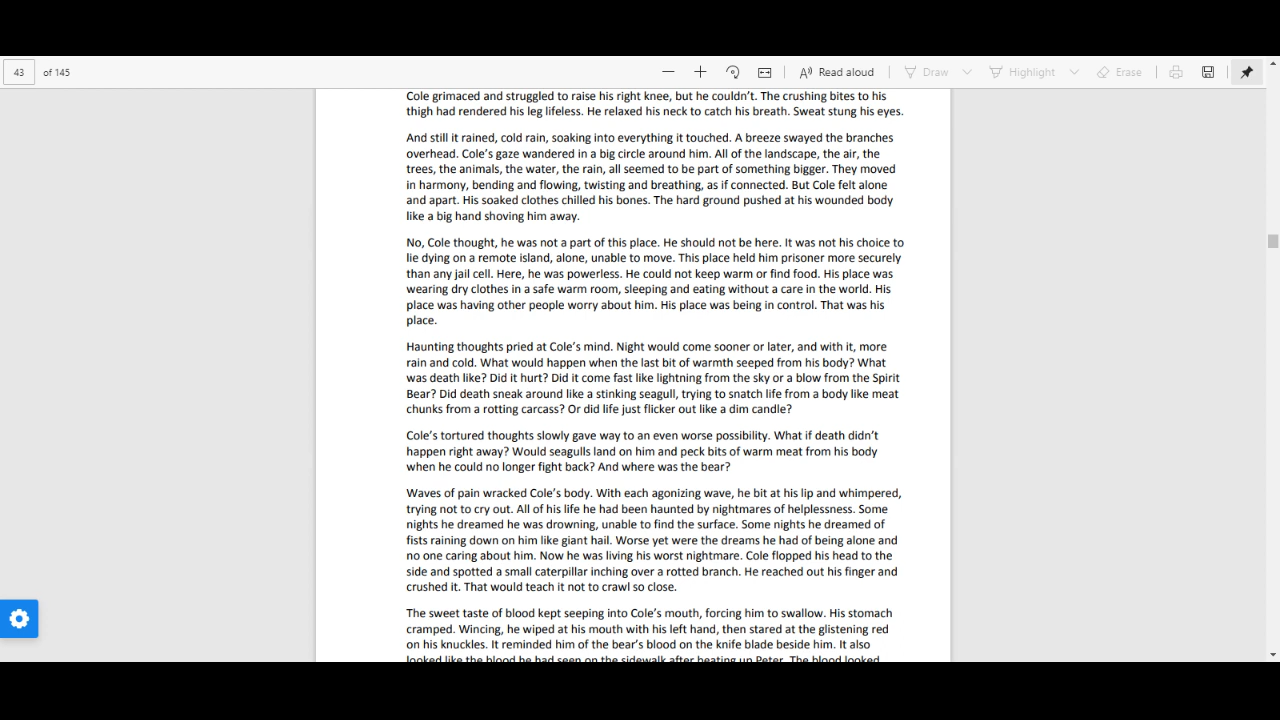 43 of 145 Read aloud Draw Highlight Erase
Cole grimaced and struggled to raise his right knee, but he couldn't. The crushing bites to his
thigh had rendered his leg lifeless. He relaxed his neck to catch his breath. Sweat stung his eyes.
And still it rained, cold rain, soaking into everything it touched. A breeze swayed the branches
overhead. Cole's gaze wandered in a big circle around him. All of the landscape, the air, the
trees, the animals, the water, the rain, all seemed to be part of something bigger. They moved
in harmony, bending and flowing, twisting and breathing, as if connected. But Cole felt alone
and apart. His soaked clothes chilled his bones. The hard ground pushed at his wounded body
like a big hand shoving him away.
No, Cole thought, he was not a part of this place. He should not be here. It was not his choice to
lie dying on a remote island, alone, unable to move. This place held him prisoner more securely
than any jail cell. Here, he was powerless. He could not keep warm or find food. His place was
wearing dry clothes in a safe warm room, sleeping and eating without a care in the world. His
place was having other people worry about him. His place was being in control. That was his
place.
Haunting thoughts pried at Cole's mind. Night would come sooner or later, and with it, more
rain and cold. What would happen when the last bit of warmth seeped from his body? What
was death like? Did it hurt? Did it come fast like lightning from the sky or a blow from the Spirit
Bear? Did death sneak around like a stinking seagull, trying to snatch life from a body like meat
chunks from a rotting carcass? Or did life just flicker out like a dim candle?
Cole's tortured thoughts slowly gave way to an even worse possibility. What if death didn't
happen right away? Would seagulls land on him and peck bits of warm meat from his body
when he could no longer fight back? And where was the bear?
Waves of pain wracked Cole's body. With each agonizing wave, he bit at his lip and whimpered,
trying not to cry out. All of his life he had been haunted by nightmares of helplessness. Some
nights he dreamed he was drowning, unable to find the surface. Some nights he dreamed of
fists raining down on him like giant hail. Worse yet were the dreams he had of being alone and
no one caring about him. Now he was living his worst nightmare. Cole flopped his head to the
side and spotted a small caterpillar inching over a rotted branch. He reached out his finger and
crushed it. That would teach it not to crawl so close.
The sweet taste of blood kept seeping into Cole's mouth, forcing him to swallow. His stomach
cramped. Wincing, he wiped at his mouth with his left hand, then stared at the glistening red
on his knuckles. It reminded him of the bear's blood on the knife blade beside him. It also
looked like the blood he had seen on the sidewalk after beating up Peter. The blood looked